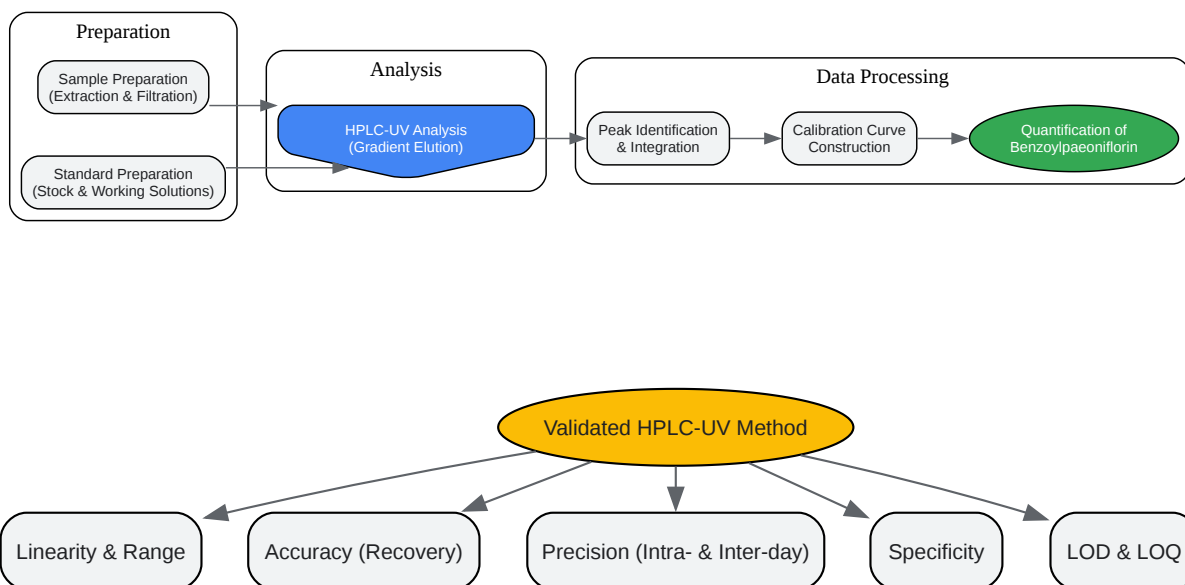 Preparation
Sample Preparation
(Extraction & Filtration)
Standard Preparation
(Stock & Working Solutions)
Analysis
HPLC-UV Analysis
(Gradient Elution)
Data Processing
Peak Identification
& Integration
Calibration Curve
Construction
Quantification of
Benzoylpaeoniflorin
Validated HPLC-UV Method
Linearity & Range
Accuracy (Recovery)
Precision (Intra- & Inter-day)
Specificity
LOD & LOQ